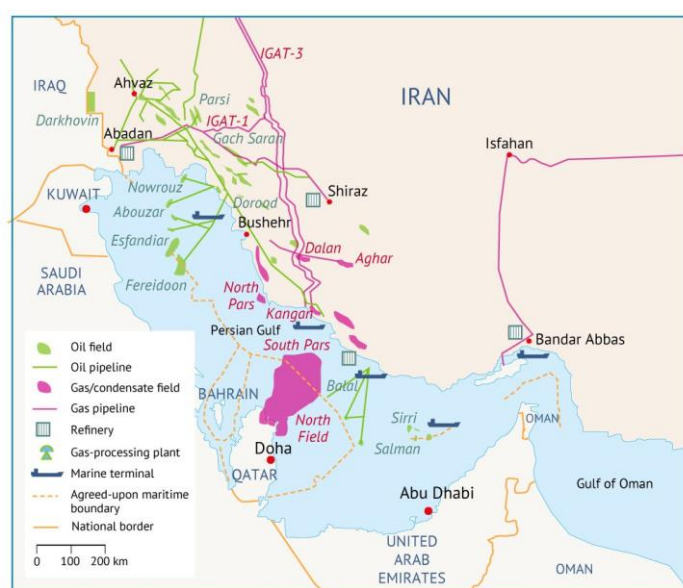 IGAT-3
IRAQ
Ahvaz
Parsi
IRAN
Darkhovin
IGAT-1
Abadan
Gach Saran
Isfahan
KUWAIT
Nowrouz
Shiraz
Dorood
Abouzar
Bushehr
Esfandiar
Dalan
Aghar
SAUDI
ARABIA
Fereidoon
North
Pars
Kangan
Persian Gulf
Bandar Abbas
South Pars
BAHRAIN
Balal
Sirri
OMAN
North
Field
Salman
Doha
QATAR
Gulf of Oman
Abu Dhabi
UNITED
ARAB
EMIRATES
OMAN
Oil field
Oil pipeline
Gas/condensate field
Gas pipeline
Refinery
Gas-processing plant
Marine terminal
Agreed-upon maritime
boundary
National border
0 100 200 km